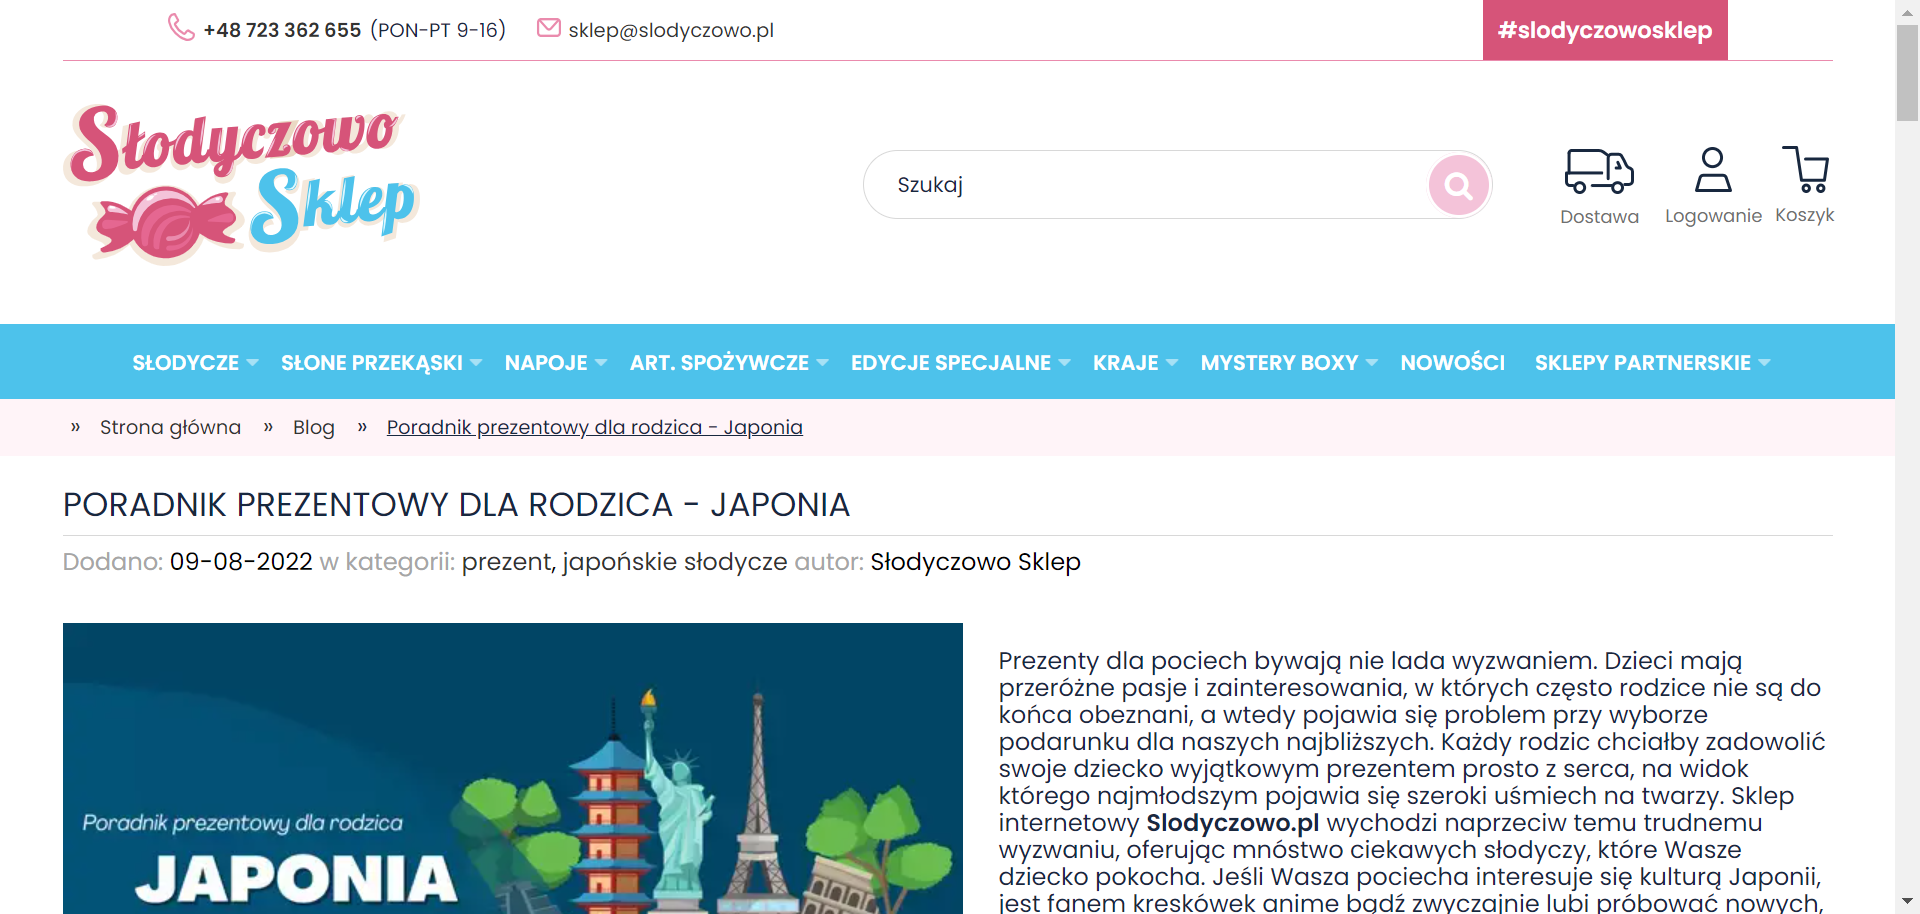 +48 723 362 655 (PON-PT 9-16) sklep@slodyczowo.pl #slodyczowosklep
Słodyczowo
Sklep
Szukaj
Dostawa Logowanie Koszyk
SŁODYCZE SŁONE PRZEKĄSKI NAPOJE ART. SPOŻYWCZE EDYCJE SPECJALNE KRAJE MYSTERY BOXY NOWOŚCI SKLEPY PARTNERSKIE
» Strona główna » Blog » Poradnik prezentowy dla rodzica - Japonia
PORADNIK PREZENTOWY DLA RODZICA - JAPONIA
Dodano: 09-08-2022 w kategorii: prezent, japońskie słodycze autor: Słodyczowo Sklep
Poradnik prezentowy dla rodzica
JAPONIA
Prezenty dla pociech bywają nie lada wyzwaniem. Dzieci mają
przeróżne pasje i zainteresowania, w których często rodzice nie są do
końca obeznani, a wtedy pojawia się problem przy wyborze
podarunku dla naszych najbliższych. Każdy rodzic chciałby zadowolić
swoje dziecko wyjątkowym prezentem prosto z serca, na widok
którego najmłodszym pojawia się szeroki uśmiech na twarzy. Sklep
internetowy Slodyczowo.pl wychodzi naprzeciw temu trudnemu
wyzwaniu, oferując mnóstwo ciekawych słodyczy, które Wasze
dziecko pokocha. Jeśli Wasza pociecha interesuje się kulturą Japonii,
jest fanem kreskówek anime bądź zwyczajnie lubi próbować nowych,